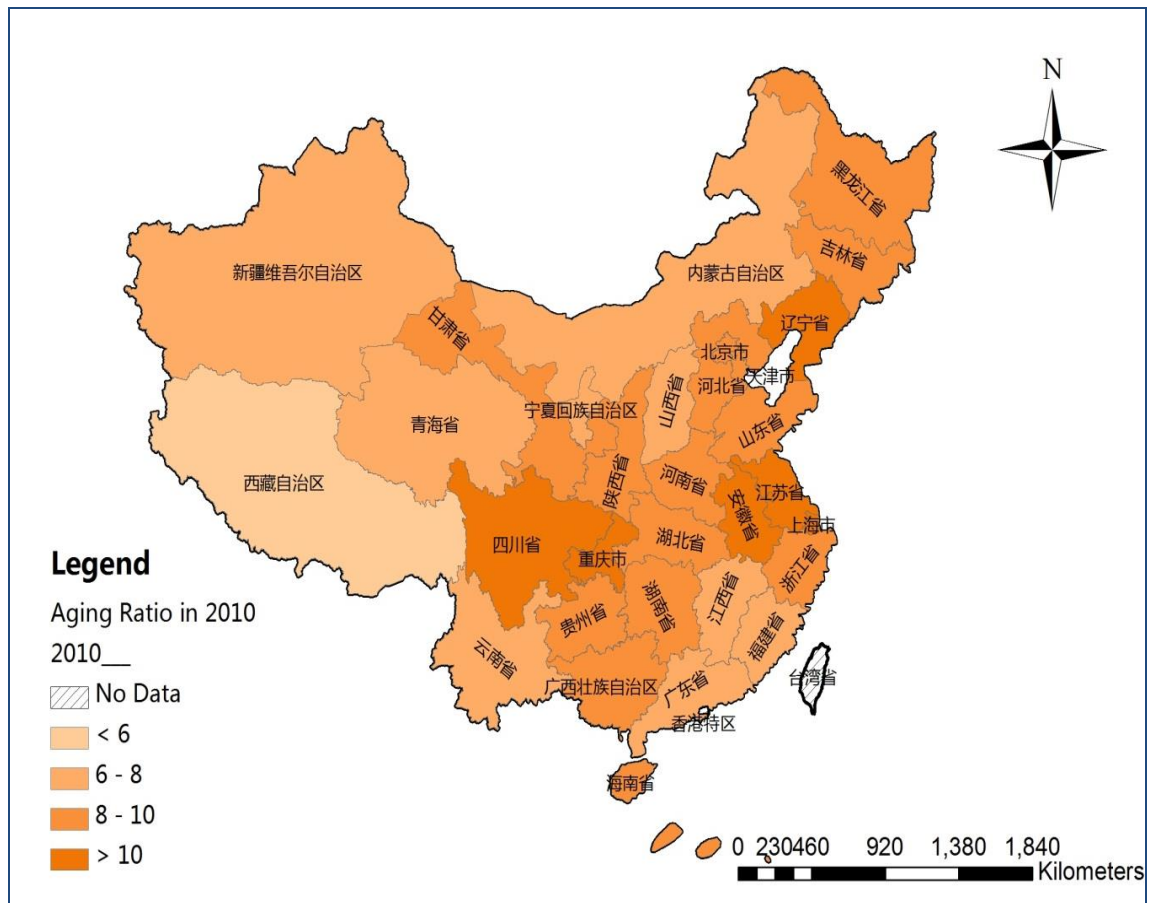 N
黑龙江省
吉林省
新疆维吾尔自治区
内蒙古自治区
甘肃省
辽宁省
北京市
天津市
河北省
山西省
宁夏回族自治区
青海省
山东省
西藏自治区
陕西省
河南省
江苏省
安徽省
上海市
四川省
湖北省
重庆市
浙江省
湖南省
江西省
贵州省
福建省
云南省
广西壮族自治区
广东省
台湾省
香港特区
海南省
Legend
Aging Ratio in 2010
2010__
No Data
< 6
6 - 8
8 - 10
> 10
0 230460 920 1,380 1,840
Kilometers